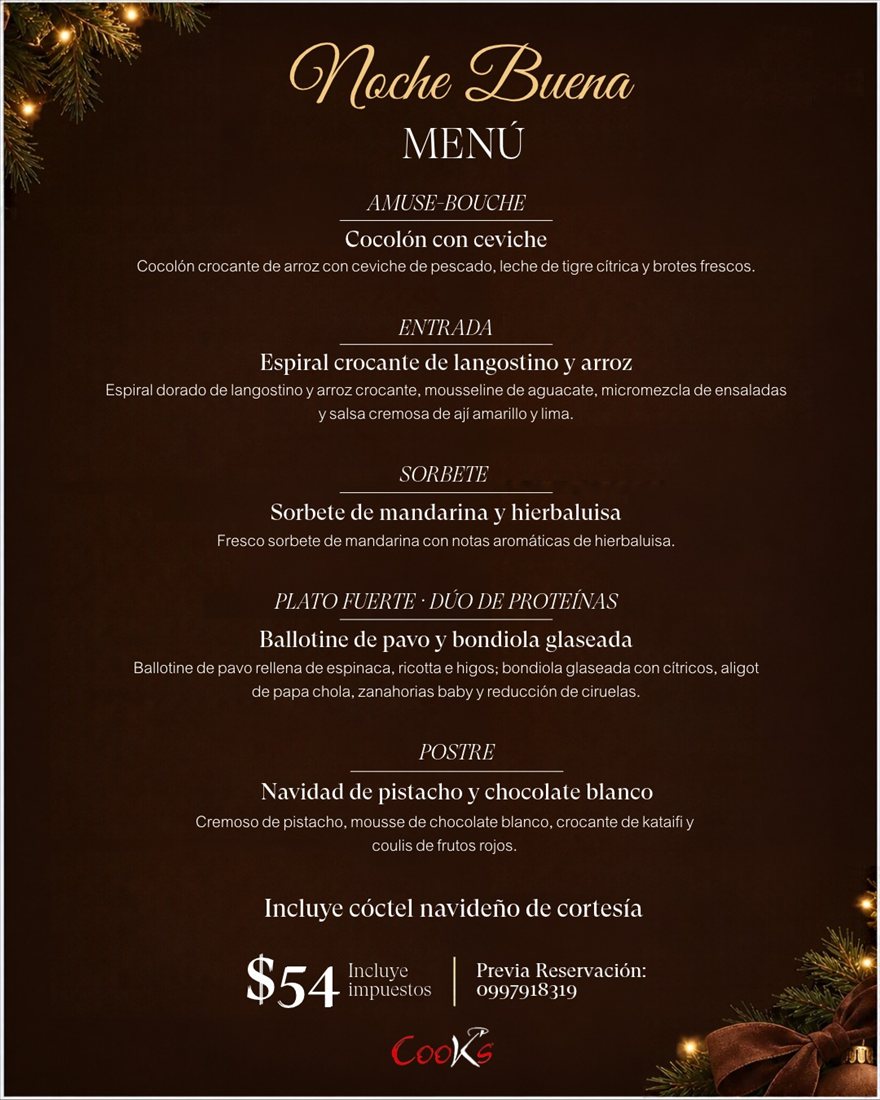 Noche Buena
MENÚ
AMUSE-BOUCHE
Cocolón con ceviche
Cocolón crocante de arroz con ceviche de pescado, leche de tigre cítrica y brotes frescos.
ENTRADA
Espiral crocante de langostino y arroz
Espiral dorado de langostino y arroz crocante, mousseline de aguacate, micromezcla de ensaladas
y salsa cremosa de ají amarillo y lima.
SORBETE
Sorbete de mandarina y hierbaluisa
Fresco sorbete de mandarina con notas aromáticas de hierbaluisa.
PLATO FUERTE · DÚO DE PROTEÍNAS
Ballotine de pavo y bondiola glaseada
Ballotine de pavo rellena de espinaca, ricotta e higos; bondiola glaseada con cítricos, aligot
de papa chola, zanahorias baby y reducción de ciruelas.
POSTRE
Navidad de pistacho y chocolate blanco
Cremoso de pistacho, mousse de chocolate blanco, crocante de kataifi y
coulis de frutos rojos.
Incluye cóctel navideño de cortesía
$54 Incluye
impuestos
Previa Reservación:
0997918319
CooKs